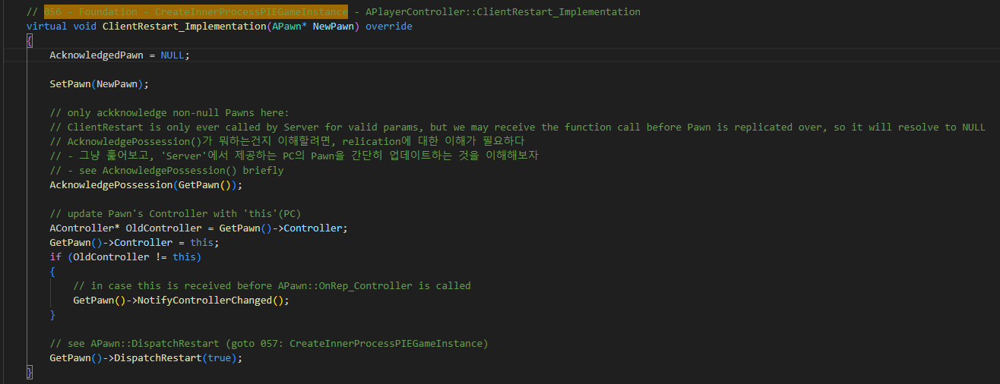 // 056 - Foundation - CreateInnerProcessPIEGameInstance - APlayerController::ClientRestart_Implementation
virtual void ClientRestart_Implementation(APawn* NewPawn) override
{
AcknowledgedPawn = NULL;
SetPawn(NewPawn);
// only ackknowledge non-null Pawns here:
// ClientRestart is only ever called by Server for valid params, but we may receive the function call before Pawn is replicated over, so it will resolve to NULL
// AcknowledgePossession()가 뭐하는건지 이해할려면, relication에 대한 이해가 필요하다
// - 그냥 훑어보고, 'Server'에서 제공하는 PC의 Pawn을 간단히 업데이트하는 것을 이해해보자
// - see AcknowledgePossession() briefly
AcknowledgePossession(GetPawn());
// update Pawn's Controller with 'this'(PC)
AController* OldController = GetPawn()->Controller;
GetPawn()->Controller = this;
if (OldController != this)
{
// in case this is received before APawn::OnRep_Controller is called
GetPawn()->NotifyControllerChanged();
}
// see APawn::DispatchRestart (goto 057: CreateInnerProcessPIEGameInstance)
GetPawn()->DispatchRestart(true);
}